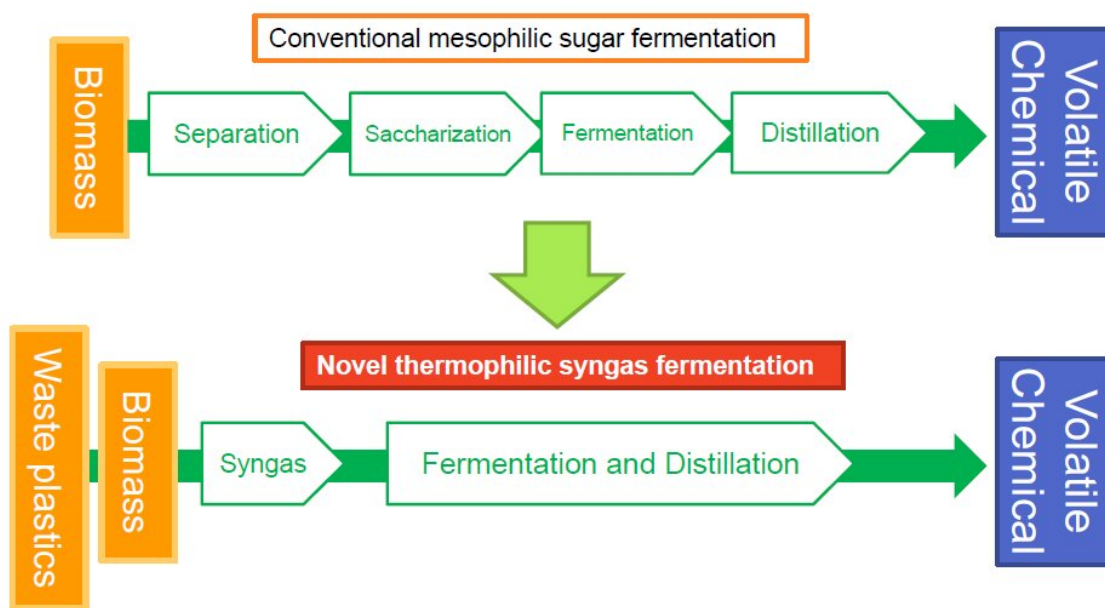 Conventional mesophilic sugar fermentation
Biomass
Separation
Saccharization
Fermentation
Distillation
Volatile
Chemical
Novel thermophilic syngas fermentation
Waste plastics
Biomass
Syngas
Fermentation and Distillation
Volatile
Chemical